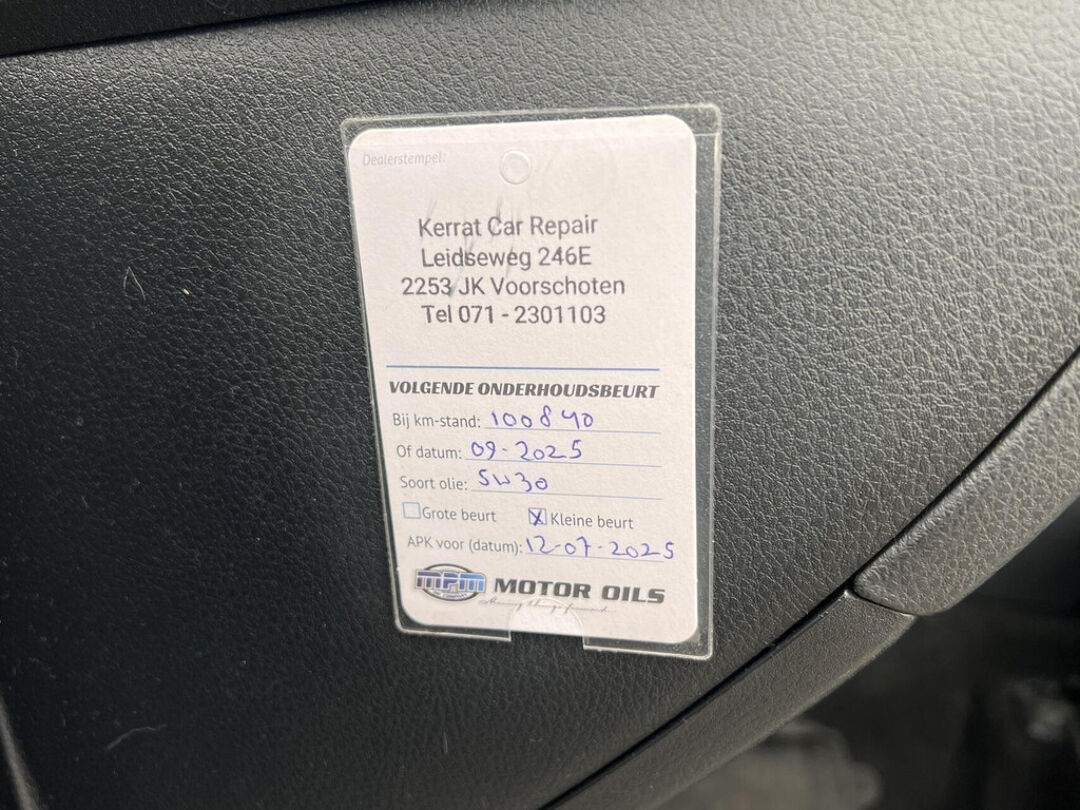 Dealerstempel:
Kerrat Car Repair
Leidseweg 246E
2253 JK Voorschoten
Tel 071 - 2301103
VOLGENDE ONDERHOUDSBEURT
Bij km-stand: 100840
Of datum: 09-2025
Soort olie: 5W30
Grote beurt X Kleine beurt
APK voor (datum): 12-07-2025
MPM MOTOR OILS